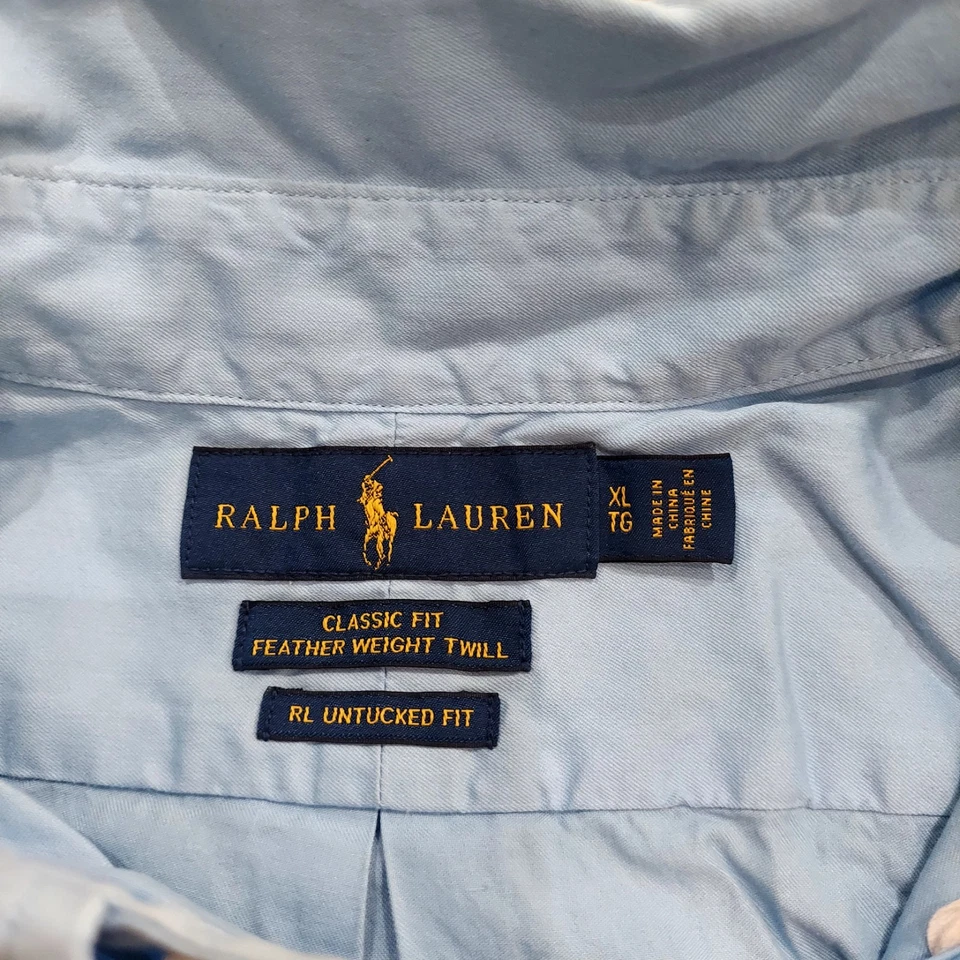 RALPH LAUREN
XL
TG
MADE IN
CHINA
FABRIQUÉ EN
CHINE
CLASSIC FIT
FEATHER WEIGHT TWILL
RL UNTUCKED FIT